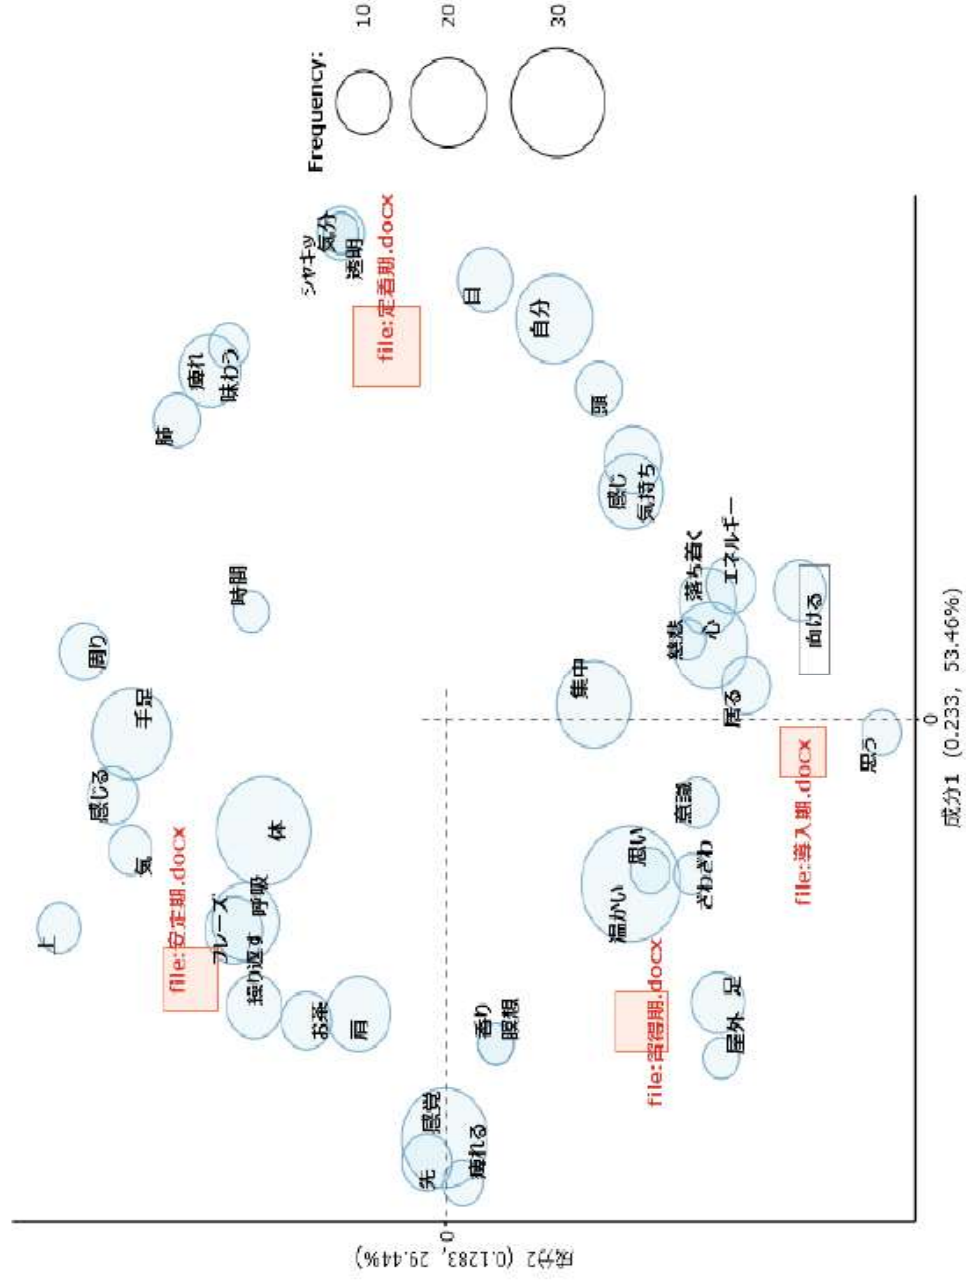 上
周り
感じる
手足
気
肺
file:安定期.docx
疲れ
フレーズ
味わう
時間
繰り返す
呼吸
体
シャキッ
気分
お茶
透明
肩
file:定着期.docx
先
感覚
疲れる
目
香り
瞑想
自分
集中
頭
温かい
感じ
思い
気持ち
file:習得期.docx
慈悲
意識
落ち着く
ざわざわ
心
屋外
足
居る
エネルギー
file:導入期.docx
向ける
思う
0
0
成分1 (0.233, 53.46%)
成分2 (0.1283, 29.44%)
Frequency:
10
20
30